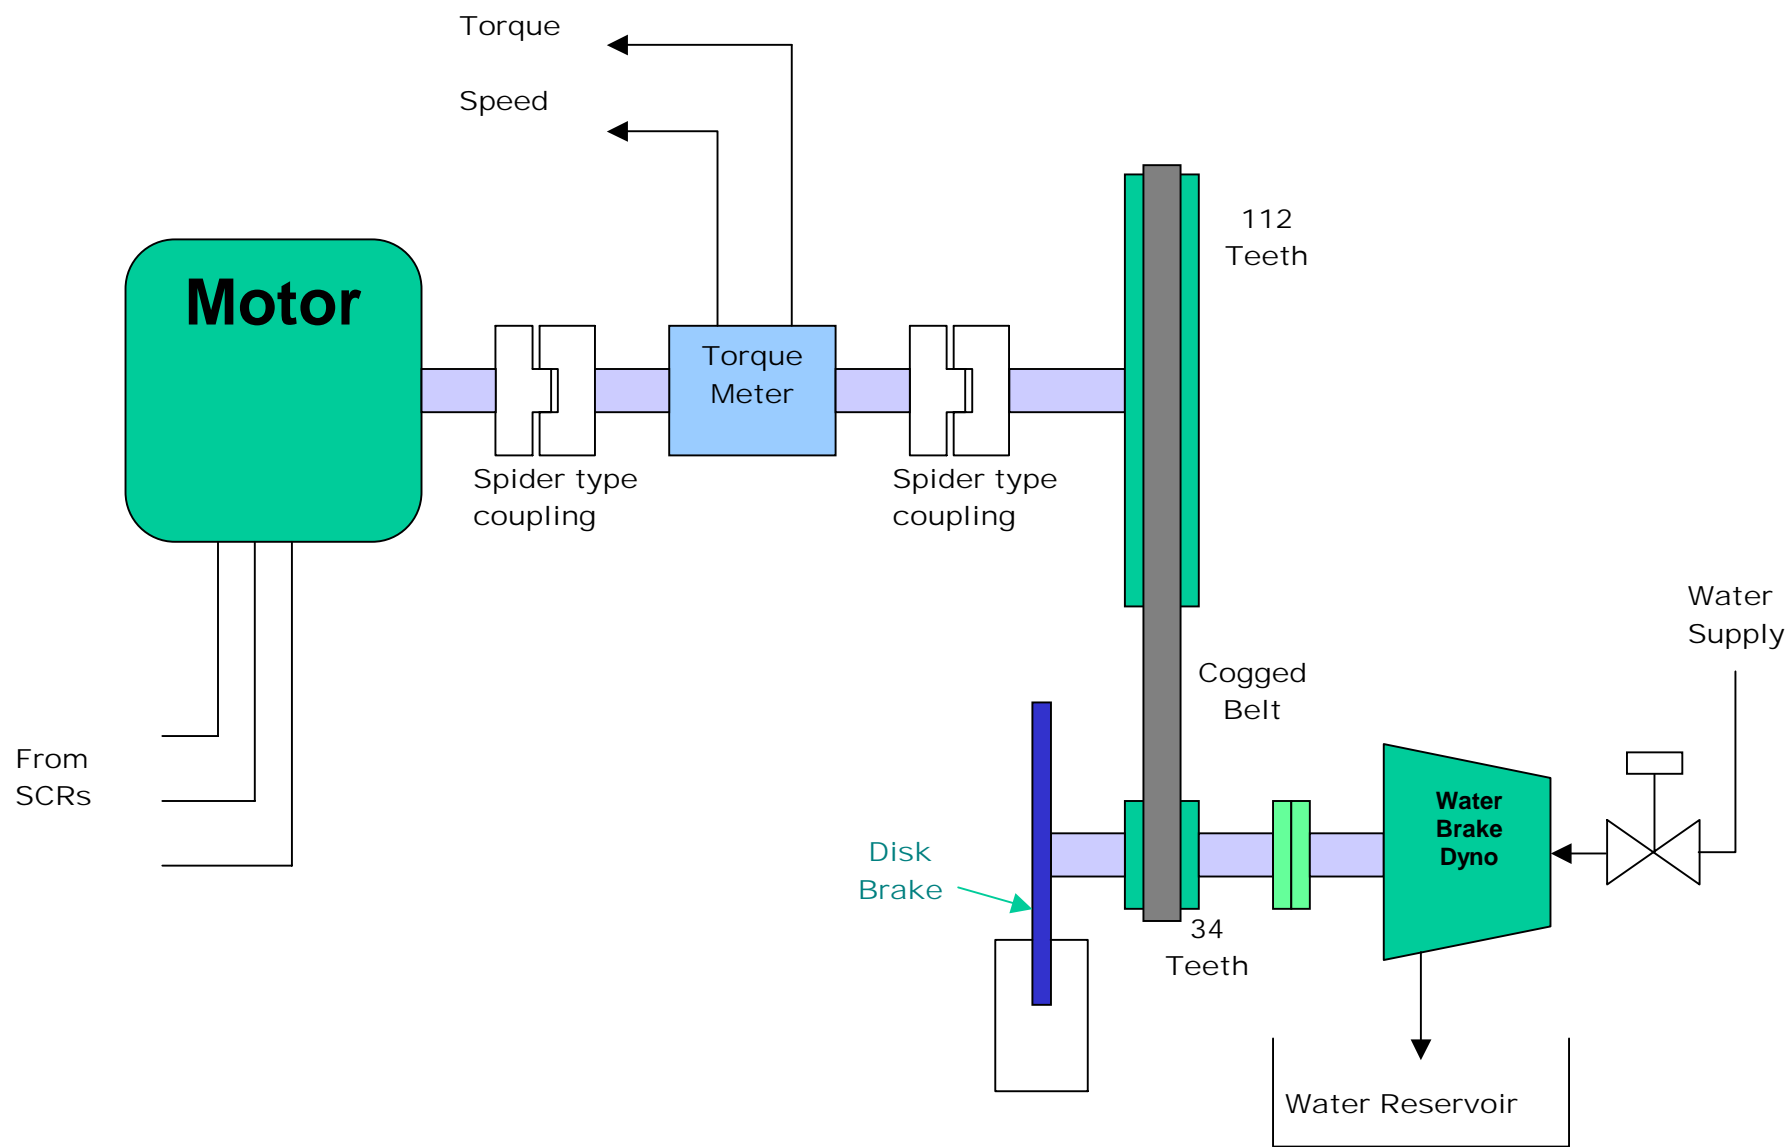 Torque
Speed
112
Teeth
Motor
Torque
Meter
Spider type
coupling
Spider type
coupling
Water
Supply
Cogged
Belt
From
SCRs
Water
Brake
Dyno
Disk
Brake
34
Teeth
Water Reservoir